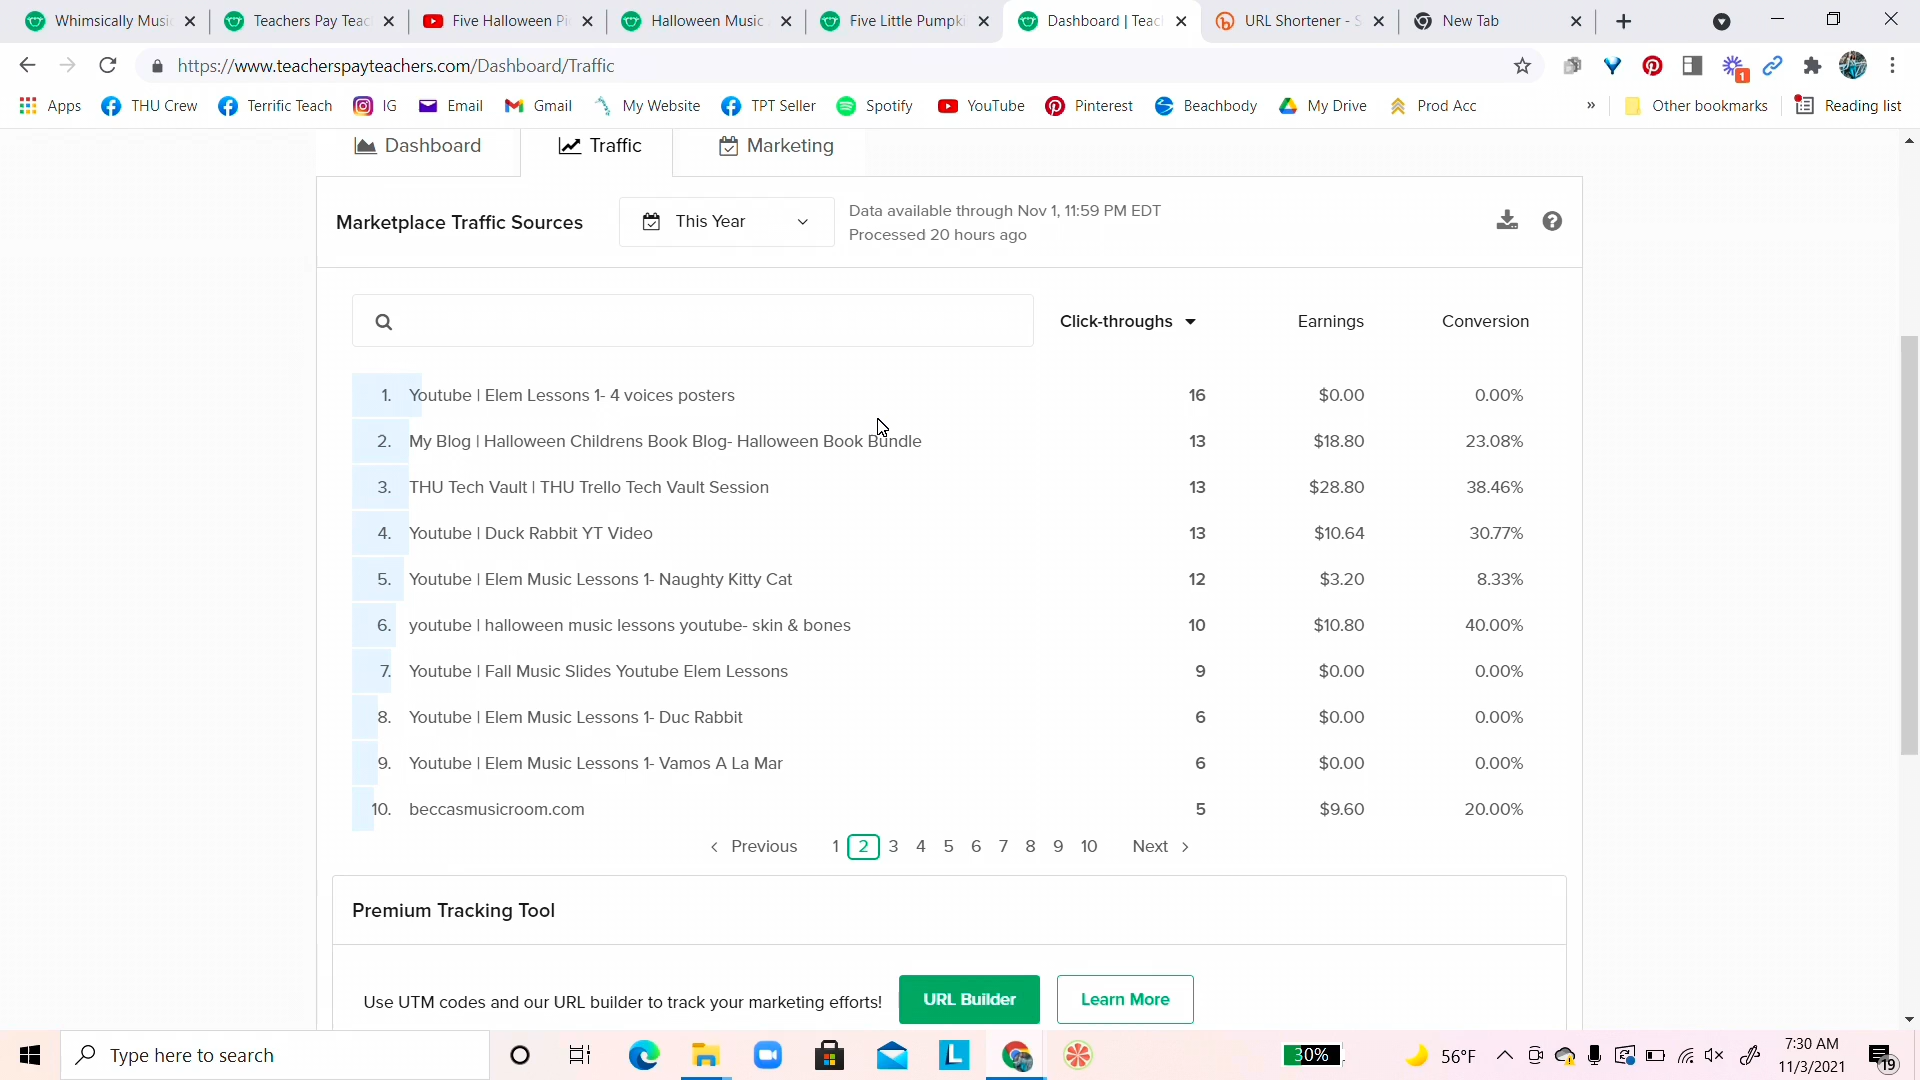 Whimsically Musi
Teachers Pay Teac
Five Halloween Pi
Halloween Music
Five Little Pumpk
Dashboard | Teac
URL Shortener - S
New Tab
https://www.teacherspayteachers.com/Dashboard/Traffic
1
Apps
THU Crew
Terrific Teach
IG
Email
Gmail
My Website
TPT Seller
Spotify
YouTube
Pinterest
Beachbody
My Drive
Prod Acc
»
Other bookmarks
Reading list
Dashboard
Traffic
Marketing
Marketplace Traffic Sources
This Year
Data available through Nov 1, 11:59 PM EDT
Processed 20 hours ago
Click-throughs
Earnings
Conversion
1. Youtube | Elem Lessons 1- 4 voices posters 16 $0.00 0.00%
2. My Blog | Halloween Childrens Book Blog- Halloween Book Bundle 13 $18.80 23.08%
3. THU Tech Vault | THU Trello Tech Vault Session 13 $28.80 38.46%
4. Youtube | Duck Rabbit YT Video 13 $10.64 30.77%
5. Youtube | Elem Music Lessons 1- Naughty Kitty Cat 12 $3.20 8.33%
6. youtube | halloween music lessons youtube- skin & bones 10 $10.80 40.00%
7. Youtube | Fall Music Slides Youtube Elem Lessons 9 $0.00 0.00%
8. Youtube | Elem Music Lessons 1- Duc Rabbit 6 $0.00 0.00%
9. Youtube | Elem Music Lessons 1- Vamos A La Mar 6 $0.00 0.00%
10. beccasmusicroom.com 5 $9.60 20.00%
‹ Previous 1 2 3 4 5 6 7 8 9 10 Next ›
Premium Tracking Tool
Use UTM codes and our URL builder to track your marketing efforts!
URL Builder
Learn More
Type here to search
L
30%
56°F
7:30 AM
11/3/2021
19